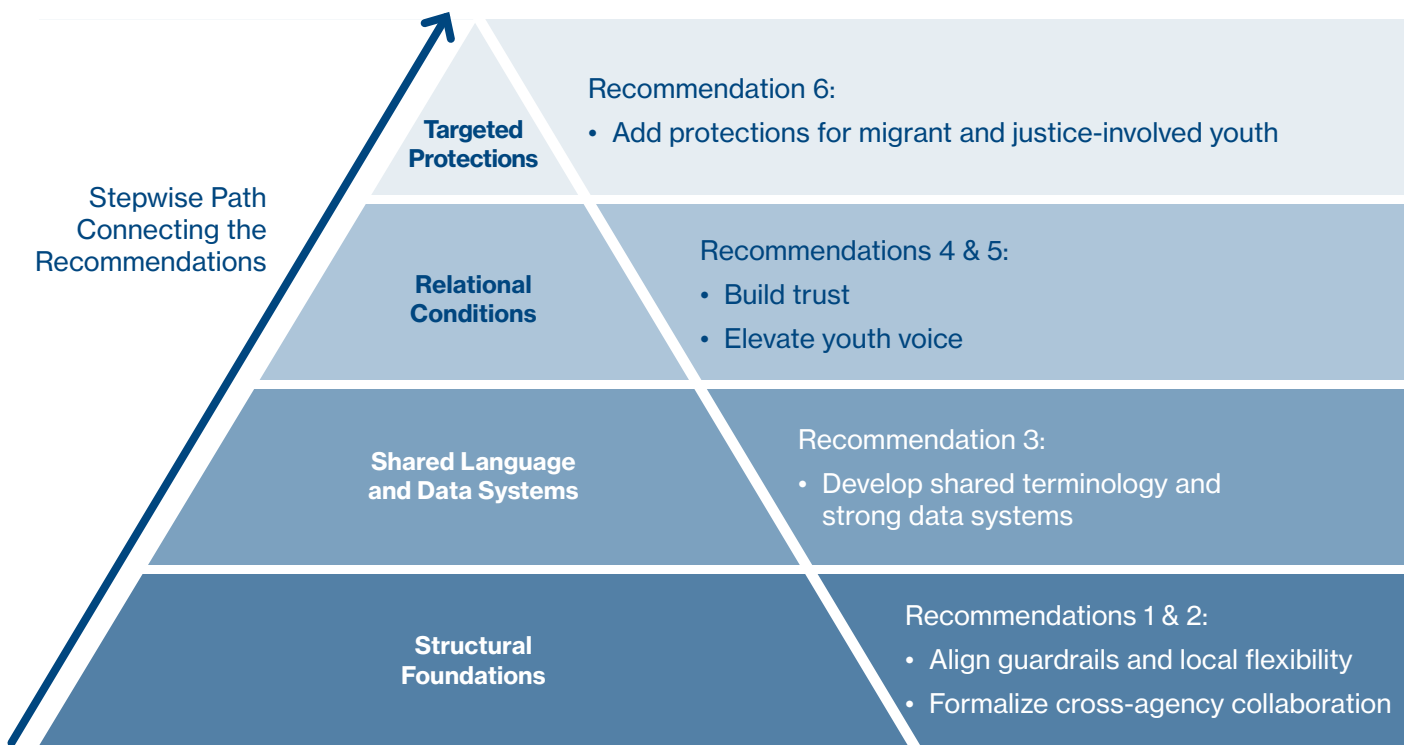 Stepwise Path
Connecting the
Recommendations
Targeted
Protections
Recommendation 6:
• Add protections for migrant and justice-involved youth
Relational
Conditions
Recommendations 4 & 5:
• Build trust
• Elevate youth voice
Shared Language
and Data Systems
Recommendation 3:
• Develop shared terminology and
strong data systems
Structural
Foundations
Recommendations 1 & 2:
• Align guardrails and local flexibility
• Formalize cross-agency collaboration